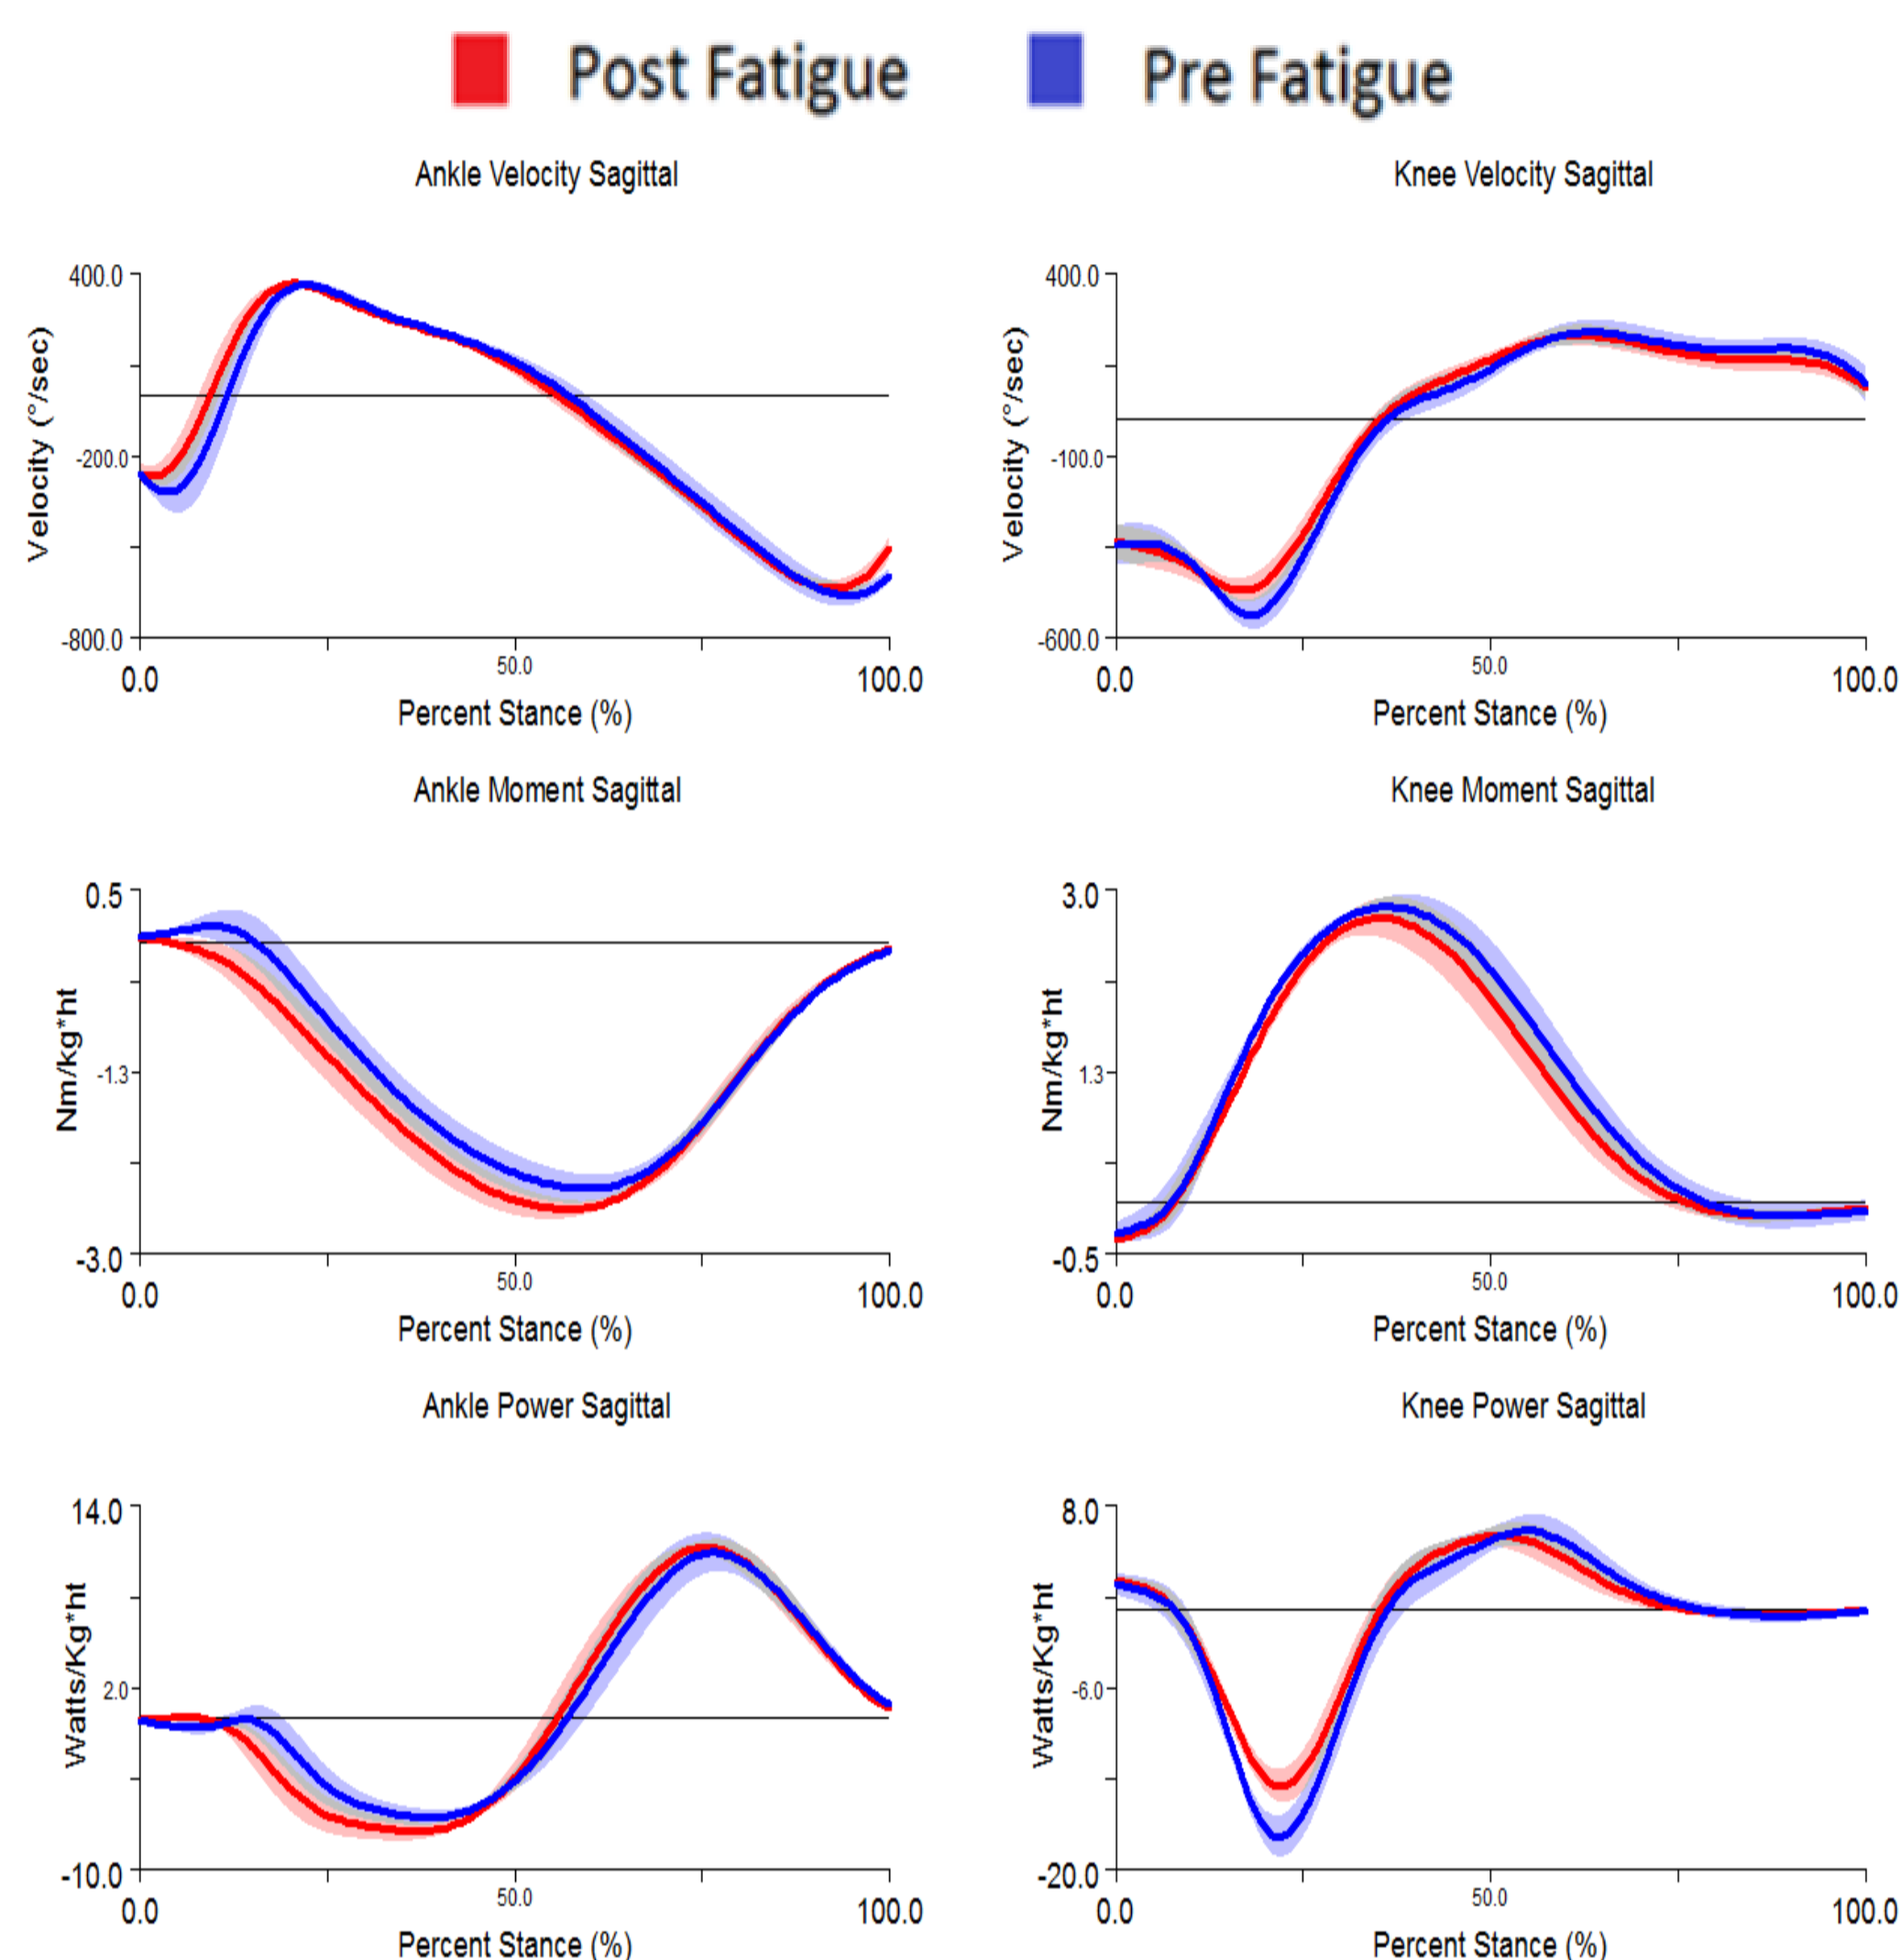 Post Fatigue Pre Fatigue
Ankle Velocity Sagittal
400.0
-200.0
-800.0
Velocity (°/sec)
0.0 50.0 100.0
Percent Stance (%)
Knee Velocity Sagittal
400.0
-100.0
-600.0
Velocity (°/sec)
0.0 50.0 100.0
Percent Stance (%)
Ankle Moment Sagittal
0.5
-1.3
-3.0
Nm/kg*ht
0.0 50.0 100.0
Percent Stance (%)
Knee Moment Sagittal
3.0
1.3
-0.5
Nm/kg*ht
0.0 50.0 100.0
Percent Stance (%)
Ankle Power Sagittal
14.0
2.0
-10.0
Watts/Kg*ht
0.0 50.0 100.0
Percent Stance (%)
Knee Power Sagittal
8.0
-6.0
-20.0
Watts/Kg*ht
0.0 50.0 100.0
Percent Stance (%)